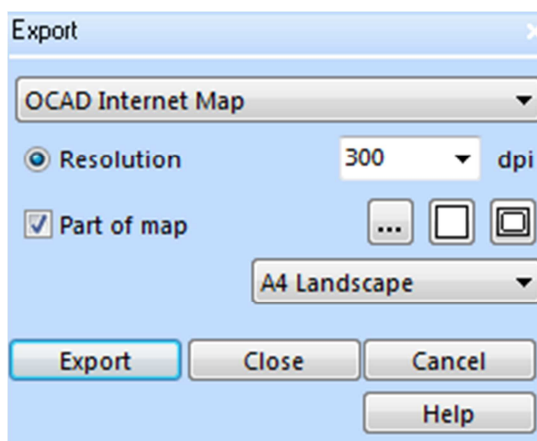 Export
OCAD Internet Map
Resolution 300 dpi
Part of map ...
A4 Landscape
Export Close Cancel
Help